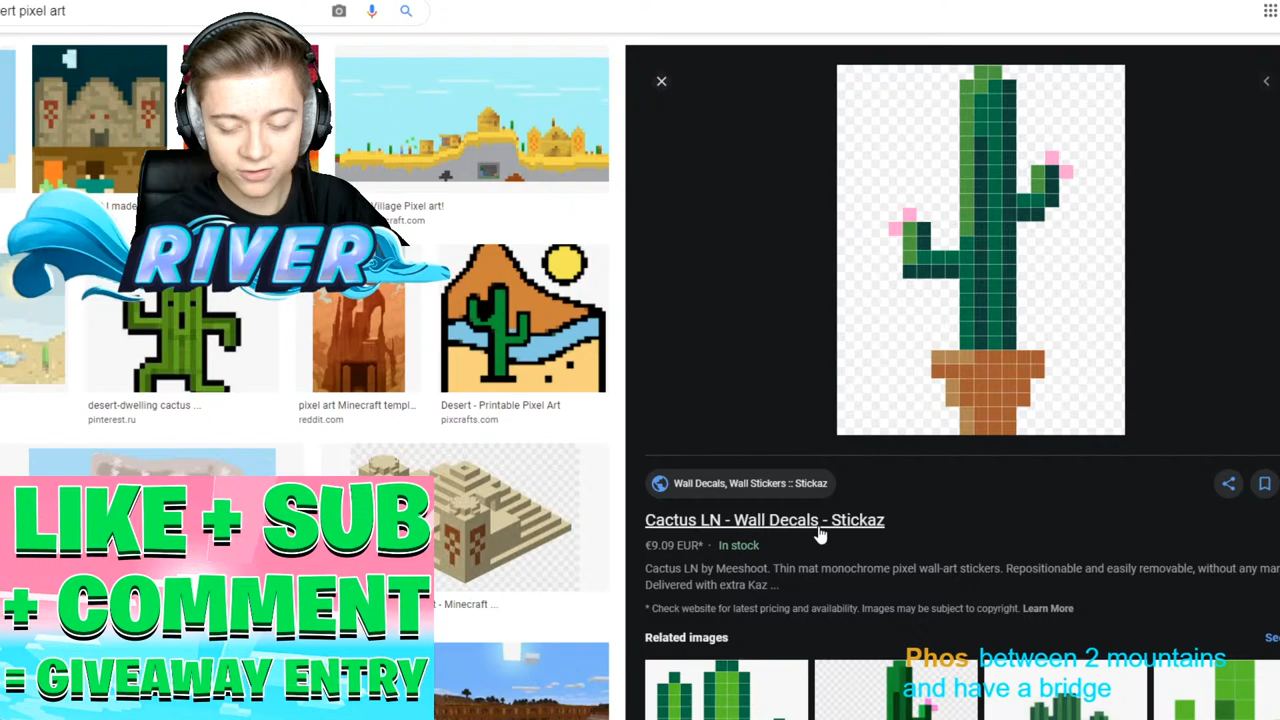 ert pixel art
I made
Village Pixel art!
craft.com
RIVER
desert-dwelling cactus ...
pinterest.ru
pixel art Minecraft templ...
reddit.com
Desert - Printable Pixel Art
pixcrafts.com
t - Minecraft ...
LIKE + SUB
+ COMMENT
= GIVEAWAY ENTRY
Wall Decals, Wall Stickers :: Stickaz
Cactus LN - Wall Decals - Stickaz
€9.09 EUR* · In stock
Cactus LN by Meeshoot. Thin mat monochrome pixel wall-art stickers. Repositionable and easily removable, without any mar
Delivered with extra Kaz ...
* Check website for latest pricing and availability. Images may be subject to copyright. Learn More
Related images
Se
Phos between 2 mountains
and have a bridge